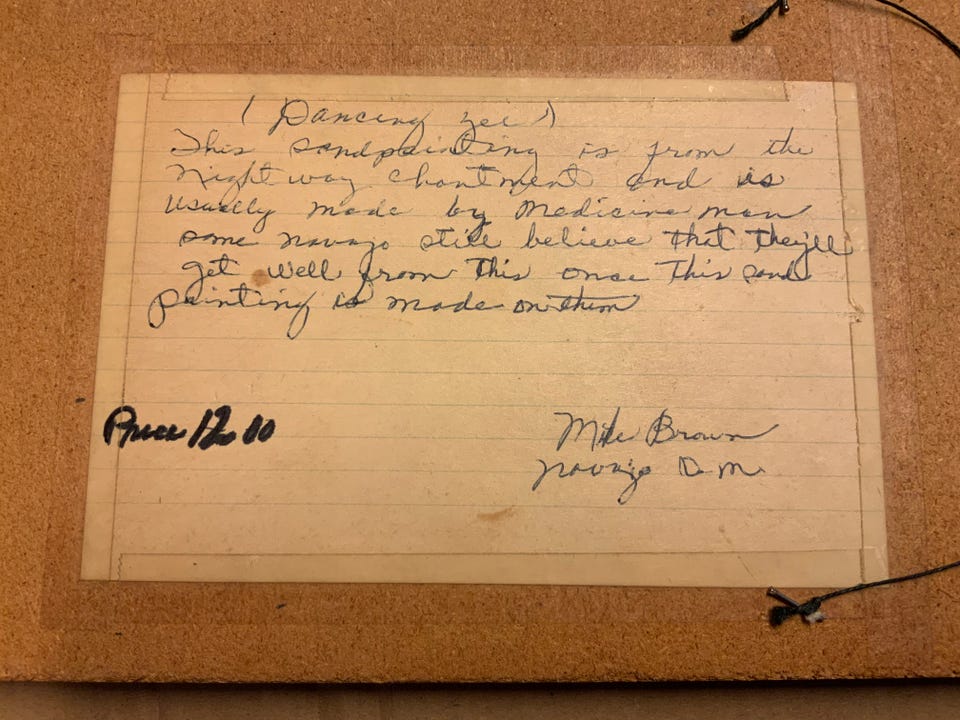 ( Dancing Yei )
This sandpainting is from the
Nightway chantment and is
usually made by Medicine man
some navajo still believe that they'll
get well from this once this sand
painting is made on them
Price 12.00
Mike Brown
Navajo N.M.